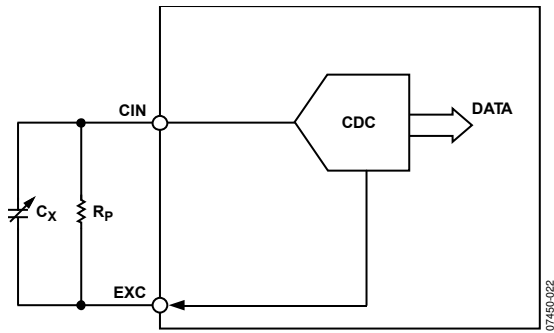 CIN
CDC
DATA
CX
RP
EXC
07450-022